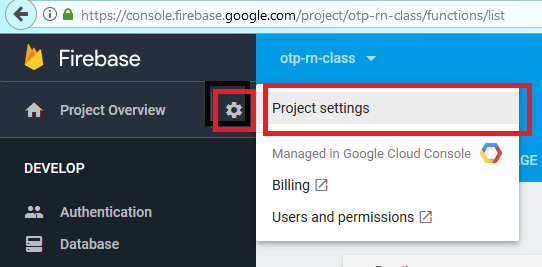 https://console.firebase.google.com/project/otp-rn-class/functions/list
Firebase
otp-rn-class
Project Overview
Project settings
Managed in Google Cloud Console
DEVELOP
Billing
Authentication
Users and permissions
Database